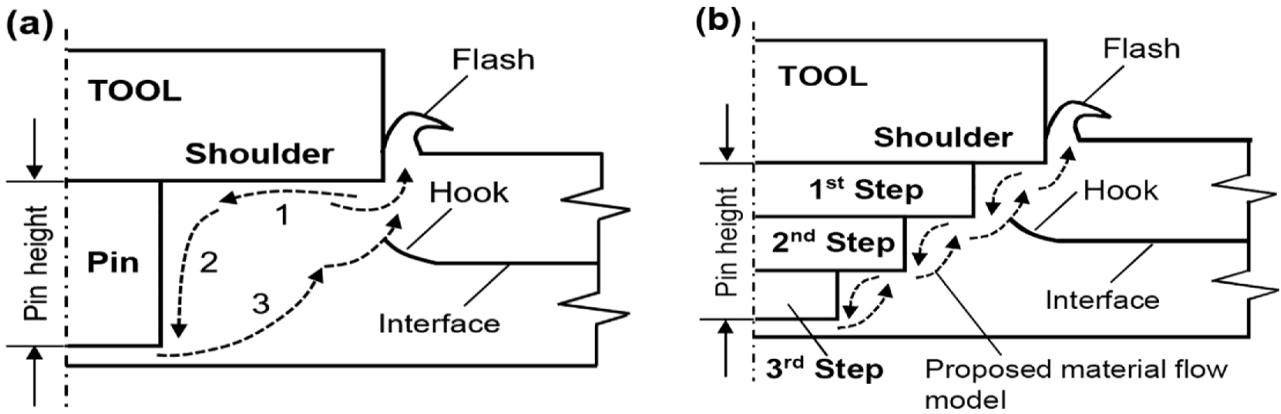 (a)
TOOL
Flash
Shoulder
Hook
1
Pin height
Pin
2
3
Interface
(b)
TOOL
Flash
Shoulder
1st Step
Hook
Pin height
2nd Step
Interface
3rd Step
Proposed material flow
model